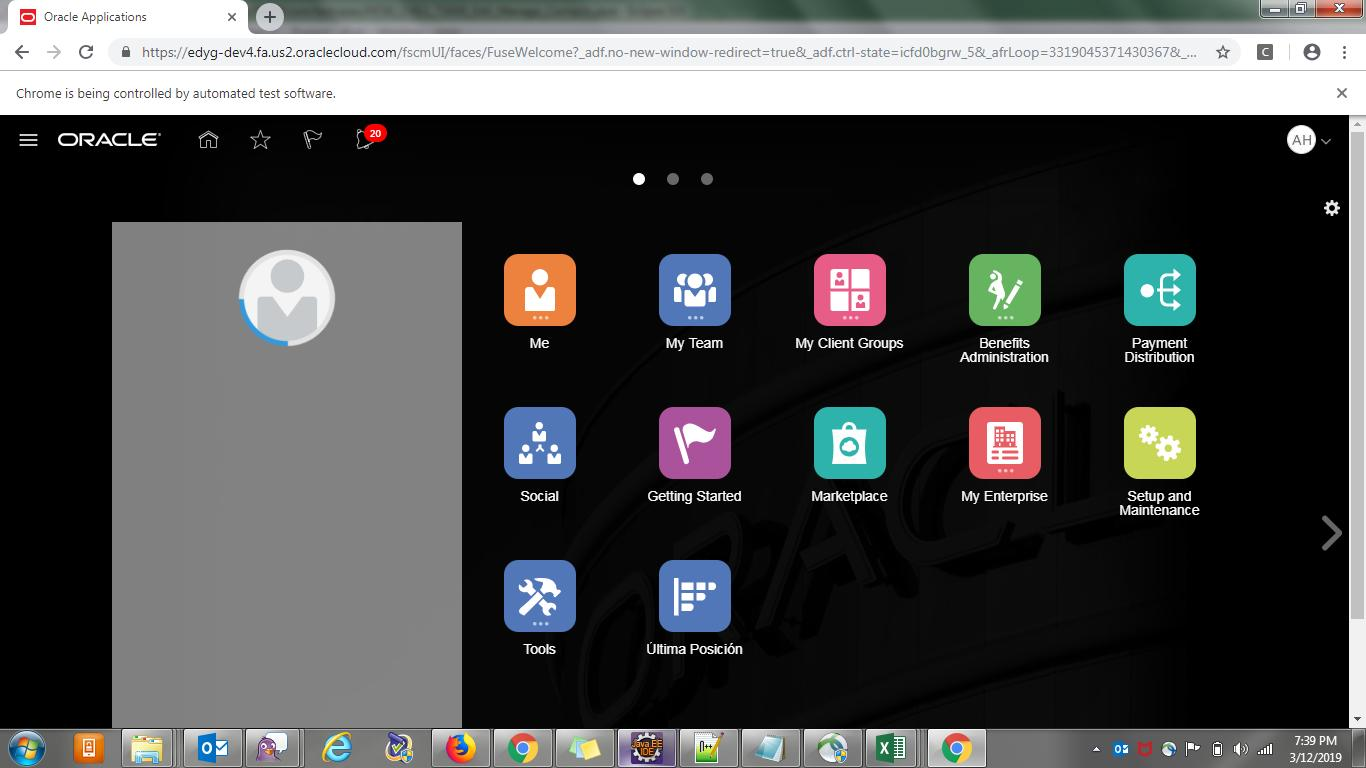 Oracle Applications
https://edyg-dev4.fa.us2.oraclecloud.com/fscmUI/faces/FuseWelcome?_adf.no-new-window-redirect=true&_adf.ctrl-state=icfd0bgrw_5&_afrLoop=3319045371430367&_...
C
Chrome is being controlled by automated test software.
ORACLE
20
AH
Me
My Team
My Client Groups
Benefits
Administration
Payment
Distribution
Social
Getting Started
Marketplace
My Enterprise
Setup and
Maintenance
Tools
Última Posición
Java EE
IDE
7:39 PM
3/12/2019